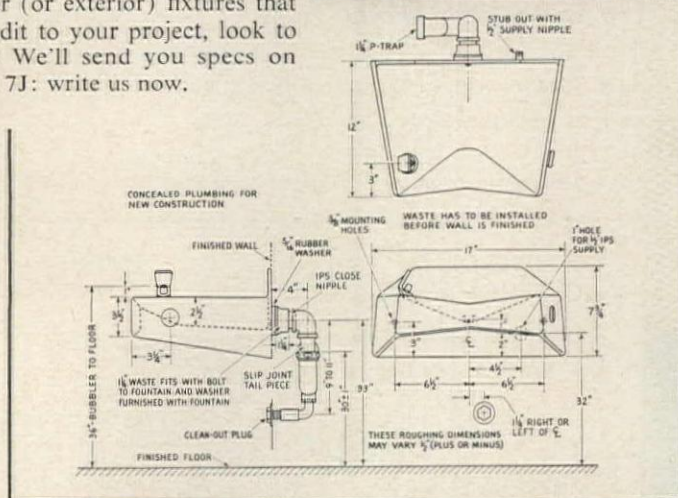 r (or exterior) fixtures that
dit to your project, look to
We'll send you specs on
7J: write us now.
STUB OUT WITH
½" SUPPLY NIPPLE
1¼" P-TRAP
12"
3"
CONCEALED PLUMBING FOR
NEW CONSTRUCTION
WASTE HAS TO BE INSTALLED
BEFORE WALL IS FINISHED
MOUNTING
HOLES
1" HOLE
FOR ½" IPS
SUPPLY
17"
FINISHED WALL
RUBBER
WASHER
4"
IPS CLOSE
NIPPLE
3½"
2½"
3¼"
36" BUBBLER TO FLOOR
1¼" WASTE FITS WITH BOLT
TO FOUNTAIN AND WASHER
FURNISHED WITH FOUNTAIN
SLIP JOINT
TAIL PIECE
9 TO 11"
30±1"
33"
3"
2"
4½"
6½"
6½"
32"
1¼" RIGHT OR
LEFT OF ℄
CLEAN-OUT PLUG
THESE ROUGHING DIMENSIONS
MAY VARY ½" (PLUS OR MINUS)
FINISHED FLOOR